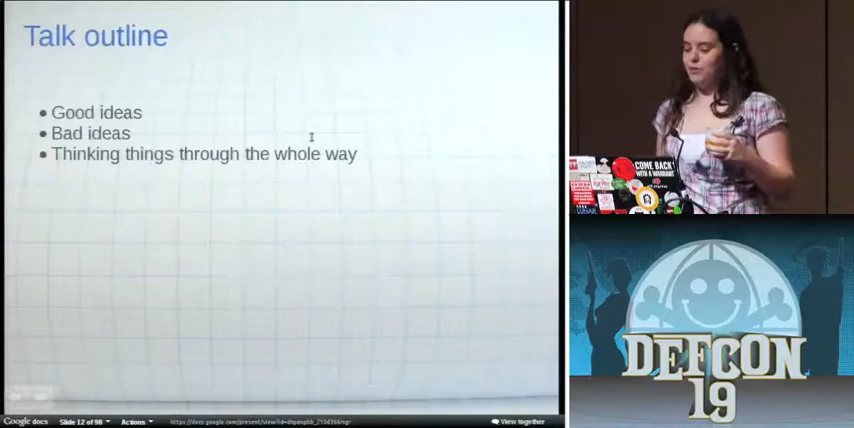 Talk outline
Good ideas
Bad ideas
Thinking things through the whole way
COME BACK
WITH A WARRANT
ignite
DEFCON
19
Google docs
Slide 12 of 98
Actions
View together